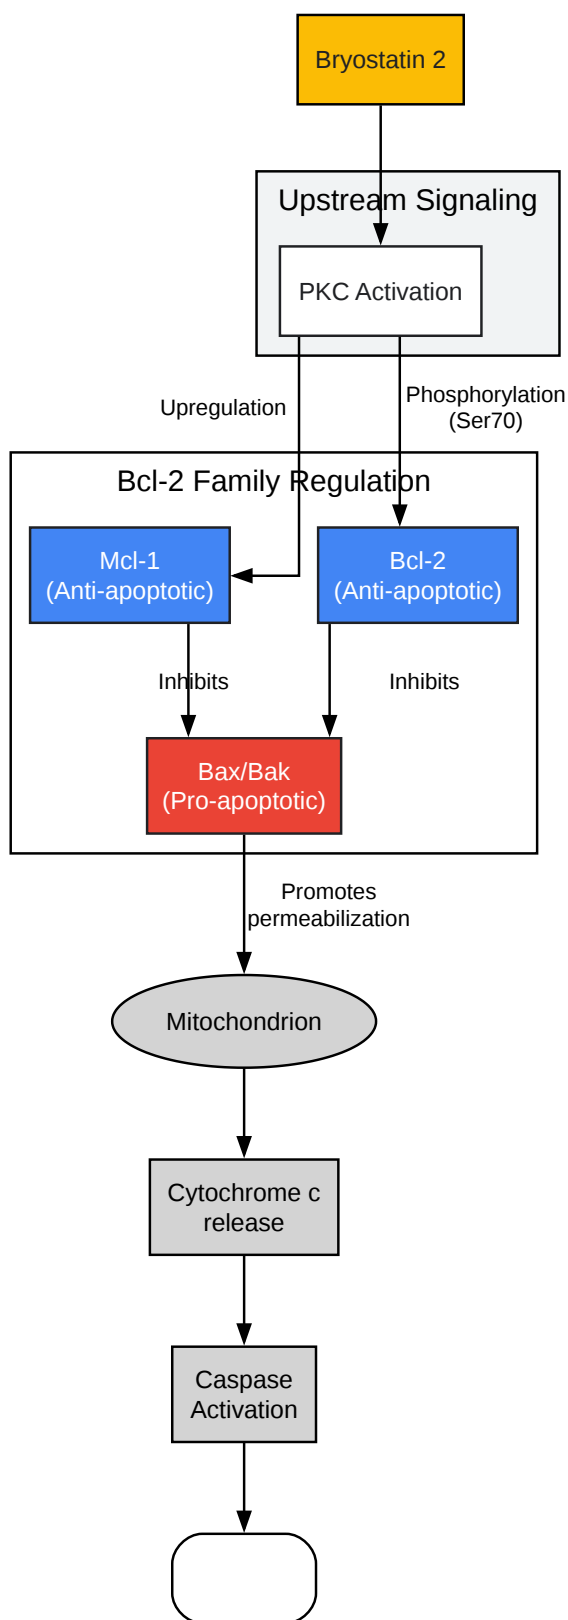 Bryostatin 2
Upstream Signaling
PKC Activation
Upregulation
Phosphorylation
(Ser70)
Bcl-2 Family Regulation
Mcl-1
(Anti-apoptotic)
Bcl-2
(Anti-apoptotic)
Inhibits
Inhibits
Bax/Bak
(Pro-apoptotic)
Promotes
permeabilization
Mitochondrion
Cytochrome c
release
Caspase
Activation